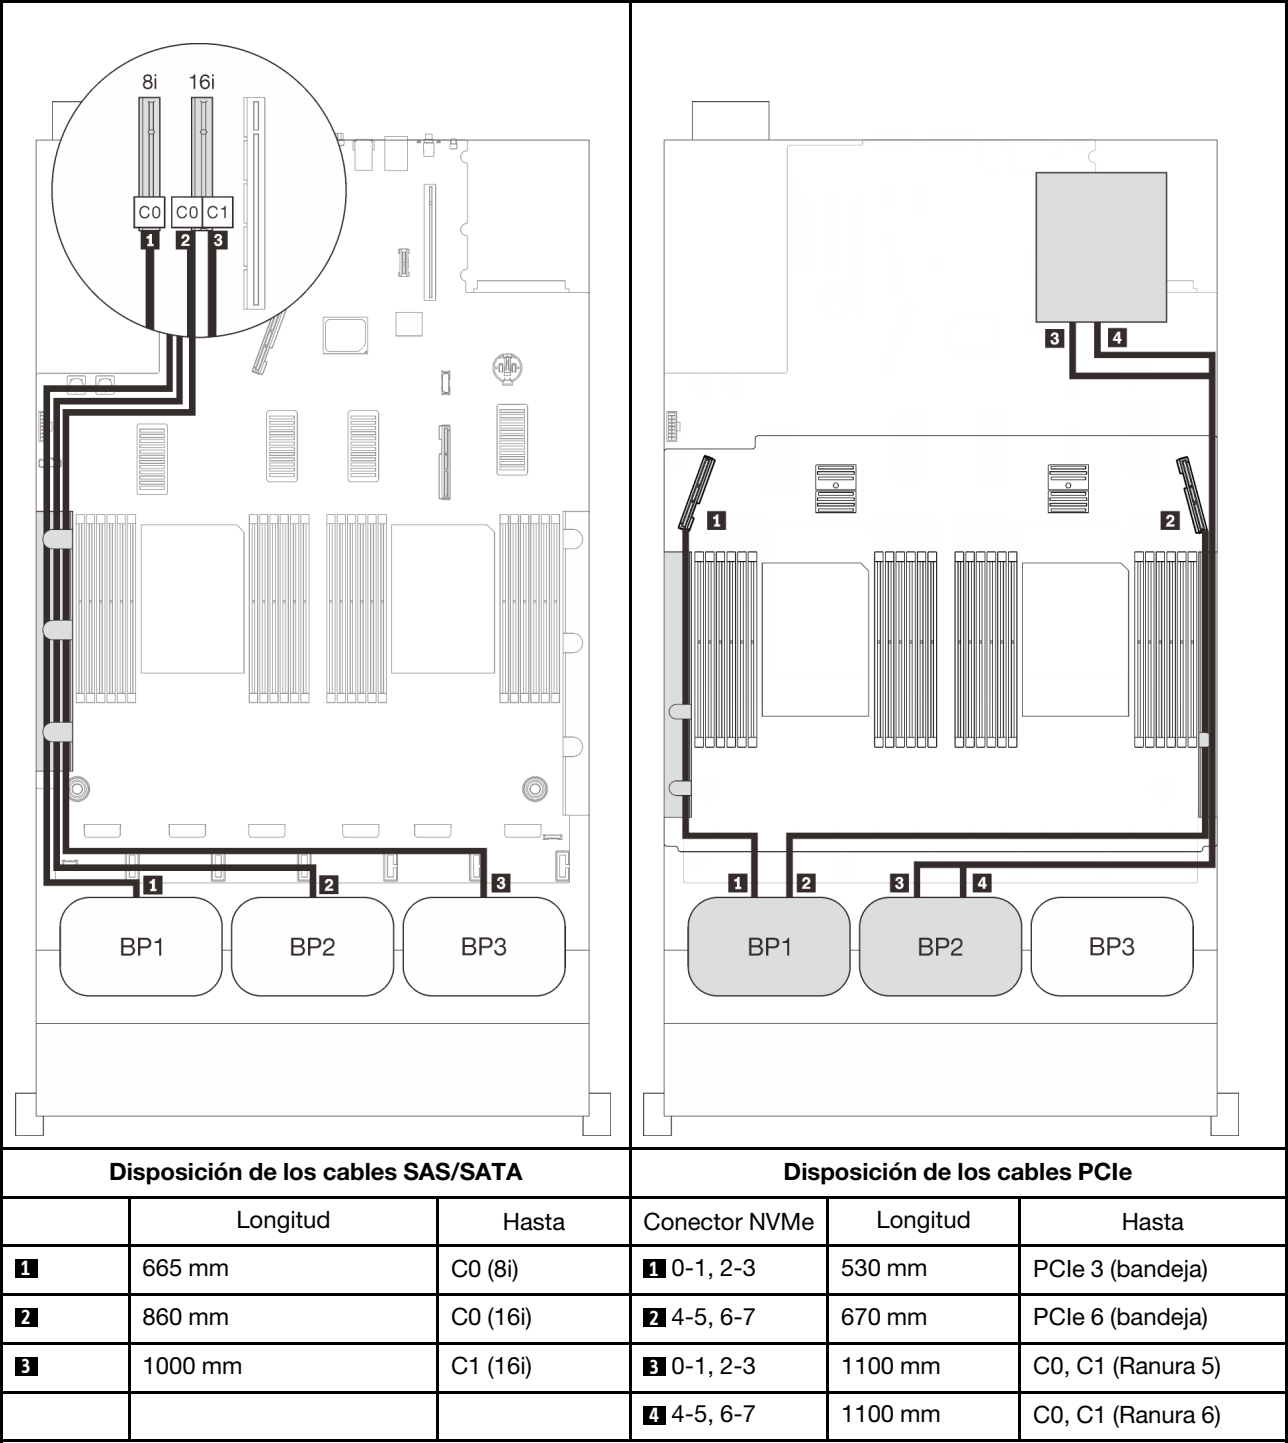 8i 16i
C0 C0 C1
1 2 3
3 4
1 2
1 2 3
1 2 3 4
BP1 BP2 BP3
BP1 BP2 BP3
Disposición de los cables SAS/SATA
Disposición de los cables PCIe
Longitud Hasta
Conector NVMe Longitud Hasta
1 665 mm C0 (8i)
1 0-1, 2-3 530 mm PCIe 3 (bandeja)
2 860 mm C0 (16i)
2 4-5, 6-7 670 mm PCIe 6 (bandeja)
3 1000 mm C1 (16i)
3 0-1, 2-3 1100 mm C0, C1 (Ranura 5)
4 4-5, 6-7 1100 mm C0, C1 (Ranura 6)